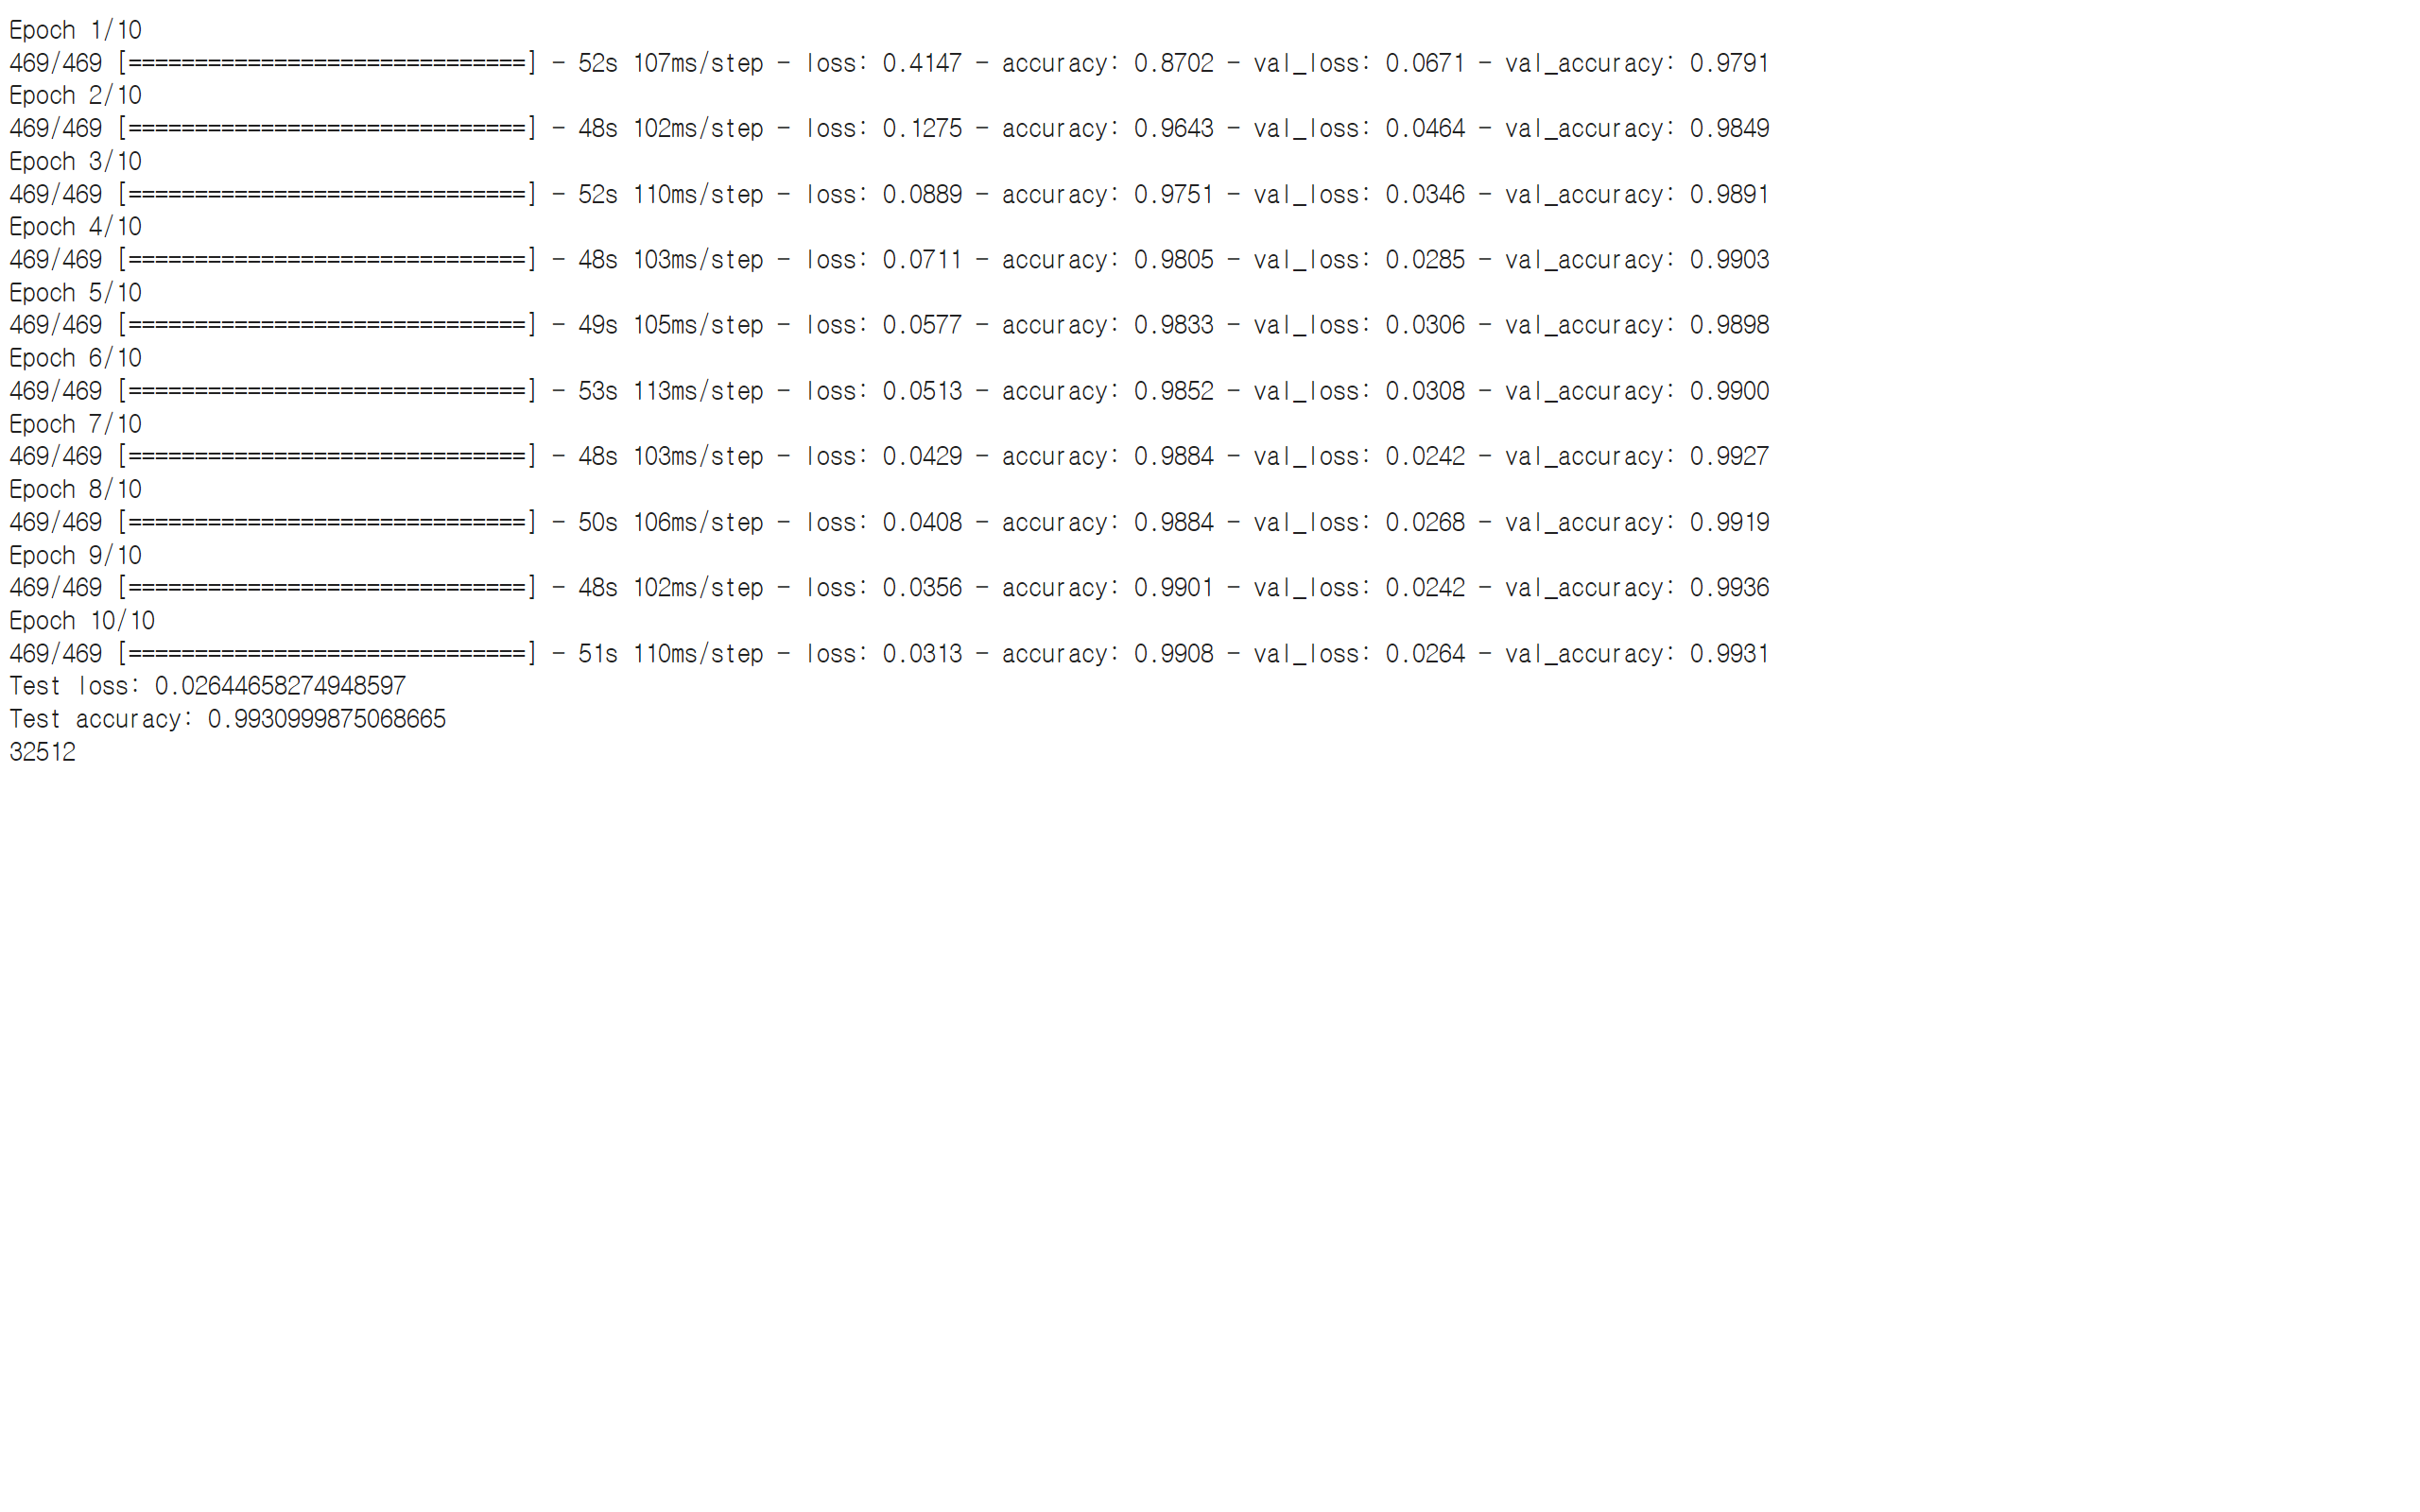 Epoch 1/10
469/469 [==============================] - 52s 107ms/step - loss: 0.4147 - accuracy: 0.8702 - val_loss: 0.0671 - val_accuracy: 0.9791
Epoch 2/10
469/469 [==============================] - 48s 102ms/step - loss: 0.1275 - accuracy: 0.9643 - val_loss: 0.0464 - val_accuracy: 0.9849
Epoch 3/10
469/469 [==============================] - 52s 110ms/step - loss: 0.0889 - accuracy: 0.9751 - val_loss: 0.0346 - val_accuracy: 0.9891
Epoch 4/10
469/469 [==============================] - 48s 103ms/step - loss: 0.0711 - accuracy: 0.9805 - val_loss: 0.0285 - val_accuracy: 0.9903
Epoch 5/10
469/469 [==============================] - 49s 105ms/step - loss: 0.0577 - accuracy: 0.9833 - val_loss: 0.0306 - val_accuracy: 0.9898
Epoch 6/10
469/469 [==============================] - 53s 113ms/step - loss: 0.0513 - accuracy: 0.9852 - val_loss: 0.0308 - val_accuracy: 0.9900
Epoch 7/10
469/469 [==============================] - 48s 103ms/step - loss: 0.0429 - accuracy: 0.9884 - val_loss: 0.0242 - val_accuracy: 0.9927
Epoch 8/10
469/469 [==============================] - 50s 106ms/step - loss: 0.0408 - accuracy: 0.9884 - val_loss: 0.0268 - val_accuracy: 0.9919
Epoch 9/10
469/469 [==============================] - 48s 102ms/step - loss: 0.0356 - accuracy: 0.9901 - val_loss: 0.0242 - val_accuracy: 0.9936
Epoch 10/10
469/469 [==============================] - 51s 110ms/step - loss: 0.0313 - accuracy: 0.9908 - val_loss: 0.0264 - val_accuracy: 0.9931
Test loss: 0.02644658274948597
Test accuracy: 0.9930999875068665
32512